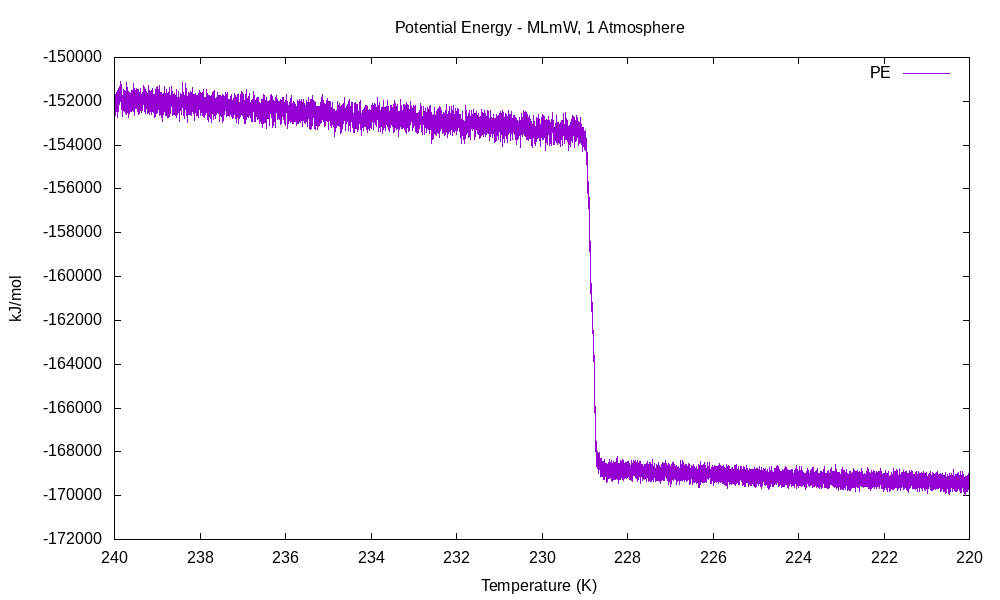 Potential Energy - MLmW, 1 Atmosphere
PE
-150000
-152000
-154000
-156000
-158000
-160000
-162000
-164000
-166000
-168000
-170000
-172000
kJ/mol
240 238 236 234 232 230 228 226 224 222 220
Temperature (K)